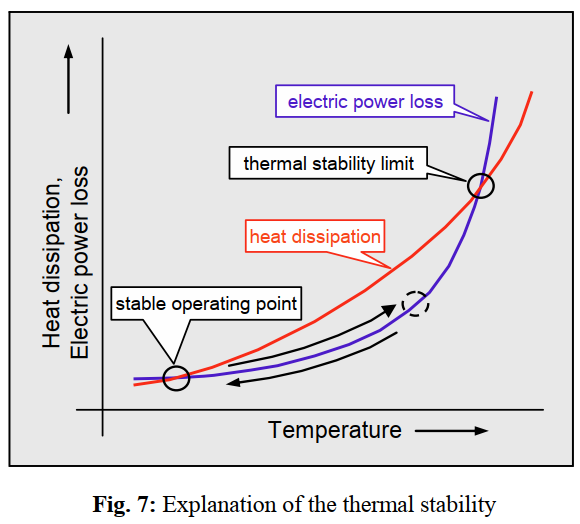 electric power loss
thermal stability limit
heat dissipation
stable operating point
Heat dissipation,
Electric power loss
Temperature
Fig. 7: Explanation of the thermal stability